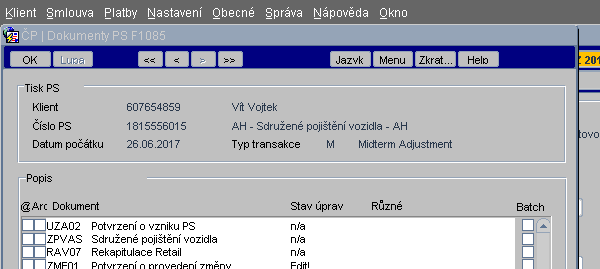 Klient Smlouva Platby Nastavení Obecné Správa Nápověda Okno
ČP | Dokumenty PS F1085
OK Lupa << < > >> Jazyk Menu Zkrat... Help
Tisk PS
Klient 607654859 Vít Vojtek
Číslo PS 1815556015 AH - Sdružené pojištění vozidla - AH
Datum počátku 26.06.2017 Typ transakce M Midterm Adjustment
Popis
@ Arc Dokument Stav úprav Různé Batch
UZA02 Potvrzení o vzniku PS n/a
ZPVAS Sdružené pojištění vozidla n/a
RAV07 Rekapitulace Retail n/a
ZME01 Potvrzení o provedení změny Edit!